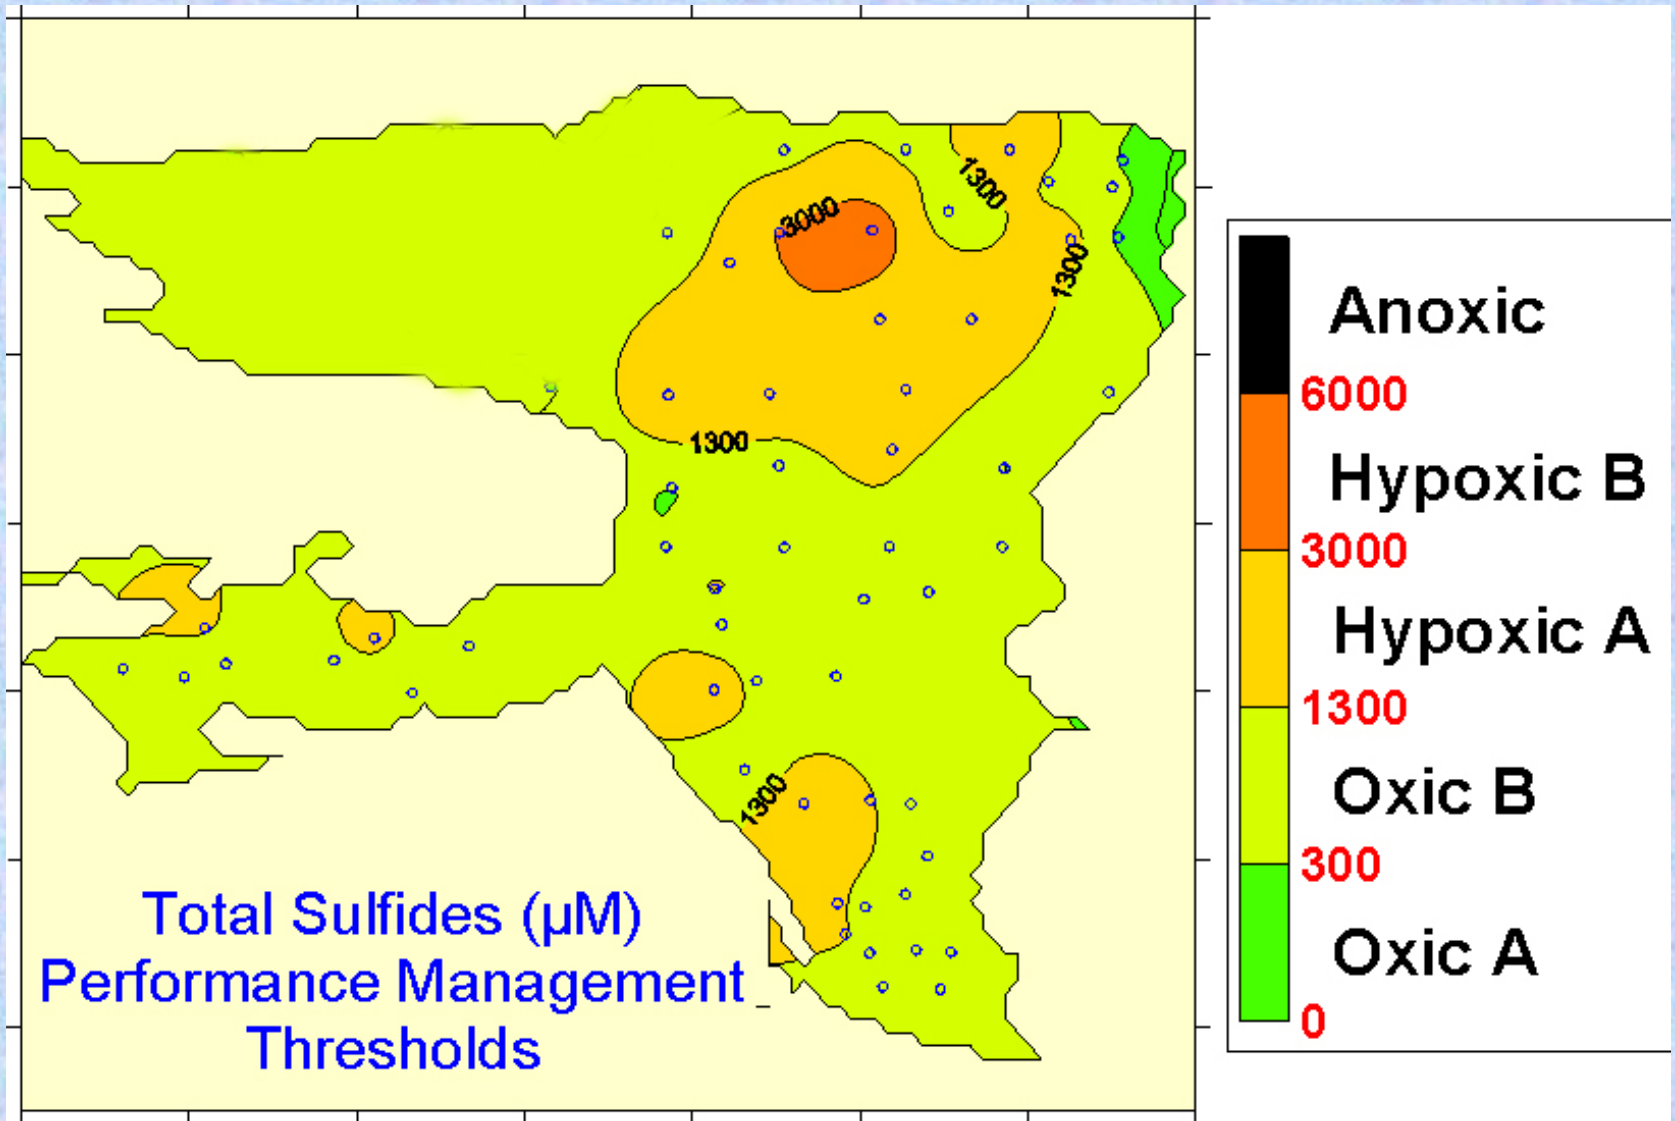 1300
3000
1300
1300
1300
Total Sulfides (µM)
Performance Management
Thresholds
Anoxic
6000
Hypoxic B
3000
Hypoxic A
1300
Oxic B
300
Oxic A
0